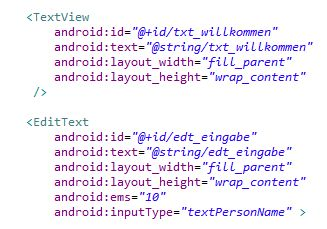 <TextView
android:id="@+id/txt_willkommen"
android:text="@string/txt_willkommen"
android:layout_width="fill_parent"
android:layout_height="wrap_content"
/>
<EditText
android:id="@+id/edt_eingabe"
android:text="@string/edt_eingabe"
android:layout_width="fill_parent"
android:layout_height="wrap_content"
android:ems="10"
android:inputType="textPersonName" >